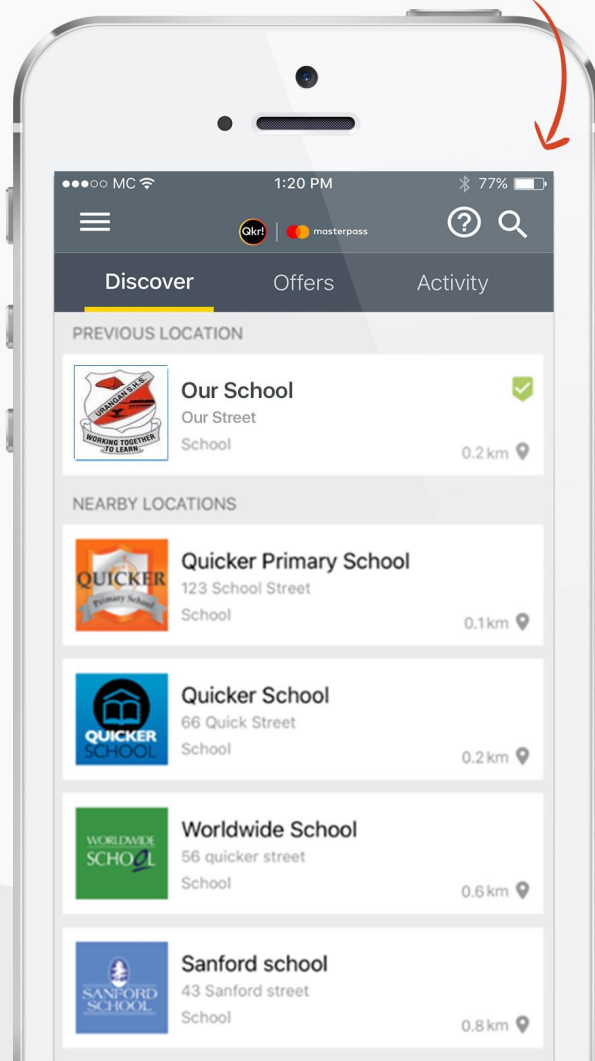 MC 1:20 PM 77%
Qkr! masterpass
Discover Offers Activity
PREVIOUS LOCATION
URANGAN S.H.S.
WORKING TOGETHER
TO LEARN
Our School
Our Street
School
0.2 km
NEARBY LOCATIONS
QUICKER
Primary School
Quicker Primary School
123 School Street
School
0.1 km
QUICKER
SCHOOL
Quicker School
66 Quick Street
School
0.2 km
WORLDWIDE
SCHOOL
Worldwide School
56 quicker street
School
0.6 km
SANFORD
SCHOOL
Sanford school
43 Sanford street
School
0.8 km